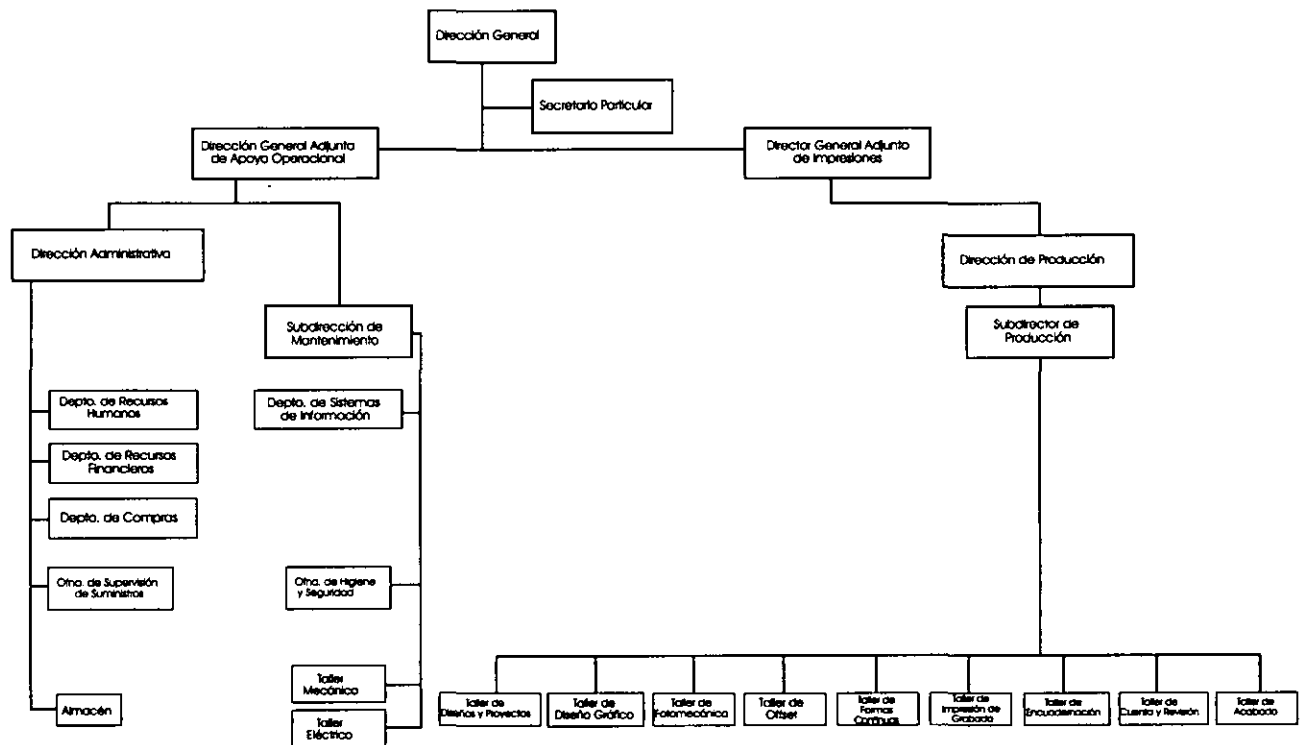 Dirección General
Secretario Particular
Dirección General Adjunta
de Apoyo Operacional
Director General Adjunto
de Impresiones
Dirección Administrativa
Dirección de Producción
Subdirección de
Mantenimiento
Subdirector de
Producción
Depto. de Recursos
Humanos
Depto. de Sistemas
de Información
Depto. de Recursos
Financieros
Depto. de Compras
Ofna. de Supervisión
de Suministros
Ofna. de Higiene
y Seguridad
Almacén
Taller
Mecánico
Taller
Eléctrico
Taller de
Diseños y Proyectos
Taller de
Diseño Gráfico
Taller de
Fotomecánica
Taller de
Offset
Taller de
Formas
Continuas
Taller de
Impresión de
Grabado
Taller de
Encuadernación
Taller de
Cuenta y Revisión
Taller de
Acabado